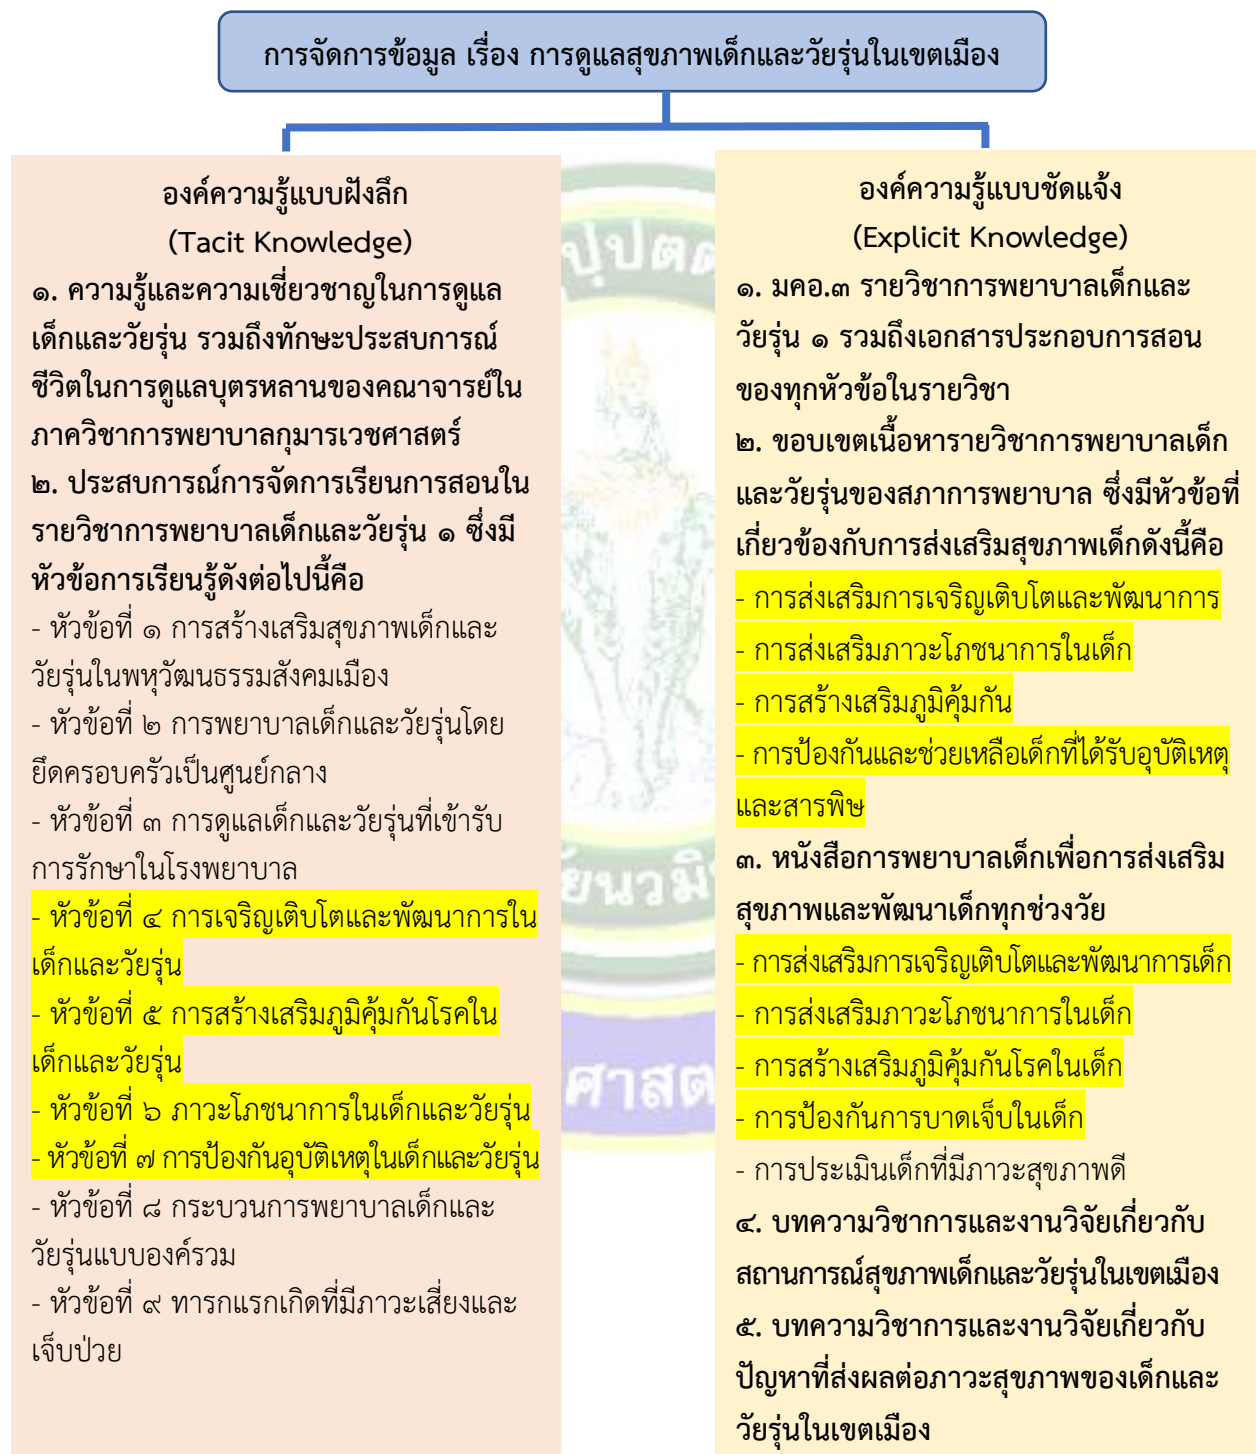 การจัดการข้อมูล เรื่อง การดูแลสุขภาพเด็กและวัยรุ่นในเขตเมือง
องค์ความรู้แบบฝังลึก
(Tacit Knowledge)
๑. ความรู้และความเชี่ยวชาญในการดูแล
เด็กและวัยรุ่น รวมถึงทักษะประสบการณ์
ชีวิตในการดูแลบุตรหลานของคณาจารย์ใน
ภาควิชาการพยาบาลกุมารเวชศาสตร์
๒. ประสบการณ์การจัดการเรียนการสอนใน
รายวิชาการพยาบาลเด็กและวัยรุ่น ๑ ซึ่งมี
หัวข้อการเรียนรู้ดังต่อไปนี้คือ
- หัวข้อที่ ๑ การสร้างเสริมสุขภาพเด็กและ
วัยรุ่นในพหุวัฒนธรรมสังคมเมือง
- หัวข้อที่ ๒ การพยาบาลเด็กและวัยรุ่นโดย
ยึดครอบครัวเป็นศูนย์กลาง
- หัวข้อที่ ๓ การดูแลเด็กและวัยรุ่นที่เข้ารับ
การรักษาในโรงพยาบาล
- หัวข้อที่ ๔ การเจริญเติบโตและพัฒนาการใน
เด็กและวัยรุ่น
- หัวข้อที่ ๕ การสร้างเสริมภูมิคุ้มกันโรคใน
เด็กและวัยรุ่น
- หัวข้อที่ ๖ ภาวะโภชนาการในเด็กและวัยรุ่น
- หัวข้อที่ ๗ การป้องกันอุบัติเหตุในเด็กและวัยรุ่น
- หัวข้อที่ ๘ กระบวนการพยาบาลเด็กและ
วัยรุ่นแบบองค์รวม
- หัวข้อที่ ๙ ทารกแรกเกิดที่มีภาวะเสี่ยงและ
เจ็บป่วย
องค์ความรู้แบบชัดแจ้ง
(Explicit Knowledge)
๑. มคอ.๓ รายวิชาการพยาบาลเด็กและ
วัยรุ่น ๑ รวมถึงเอกสารประกอบการสอน
ของทุกหัวข้อในรายวิชา
๒. ขอบเขตเนื้อหารายวิชาการพยาบาลเด็ก
และวัยรุ่นของสภาการพยาบาล ซึ่งมีหัวข้อที่
เกี่ยวข้องกับการส่งเสริมสุขภาพเด็กดังนี้คือ
- การส่งเสริมการเจริญเติบโตและพัฒนาการ
- การส่งเสริมภาวะโภชนาการในเด็ก
- การสร้างเสริมภูมิคุ้มกัน
- การป้องกันและช่วยเหลือเด็กที่ได้รับอุบัติเหตุ
และสารพิษ
๓. หนังสือการพยาบาลเด็กเพื่อการส่งเสริม
สุขภาพและพัฒนาเด็กทุกช่วงวัย
- การส่งเสริมการเจริญเติบโตและพัฒนาการเด็ก
- การส่งเสริมภาวะโภชนาการในเด็ก
- การสร้างเสริมภูมิคุ้มกันโรคในเด็ก
- การป้องกันการบาดเจ็บในเด็ก
- การประเมินเด็กที่มีภาวะสุขภาพดี
๔. บทความวิชาการและงานวิจัยเกี่ยวกับ
สถานการณ์สุขภาพเด็กและวัยรุ่นในเขตเมือง
๕. บทความวิชาการและงานวิจัยเกี่ยวกับ
ปัญหาที่ส่งผลต่อภาวะสุขภาพของเด็กและ
วัยรุ่นในเขตเมือง